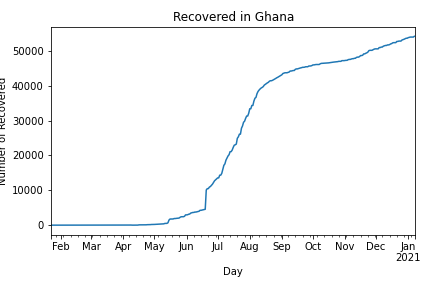 Recovered in Ghana
Number of Recovered
50000
40000
30000
20000
10000
0
Feb Mar Apr May Jun Jul Aug Sep Oct Nov Dec Jan
2021
Day